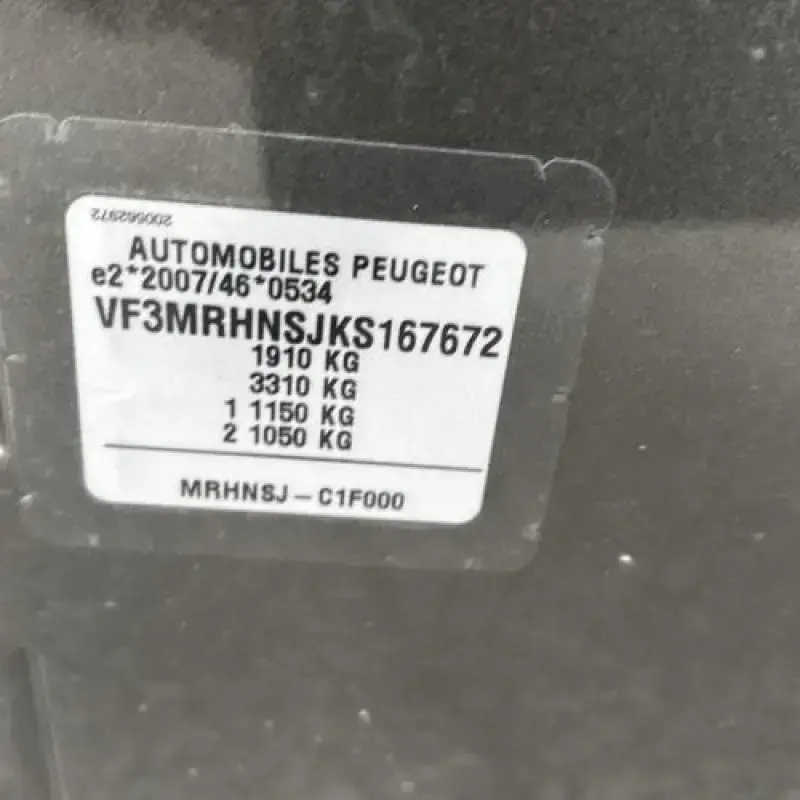 200562972
AUTOMOBILES PEUGEOT
e2*2007/46*0534
VF3MRHNSJKS167672
1910 KG
3310 KG
1 1150 KG
2 1050 KG
MRHNSJ – C1F000